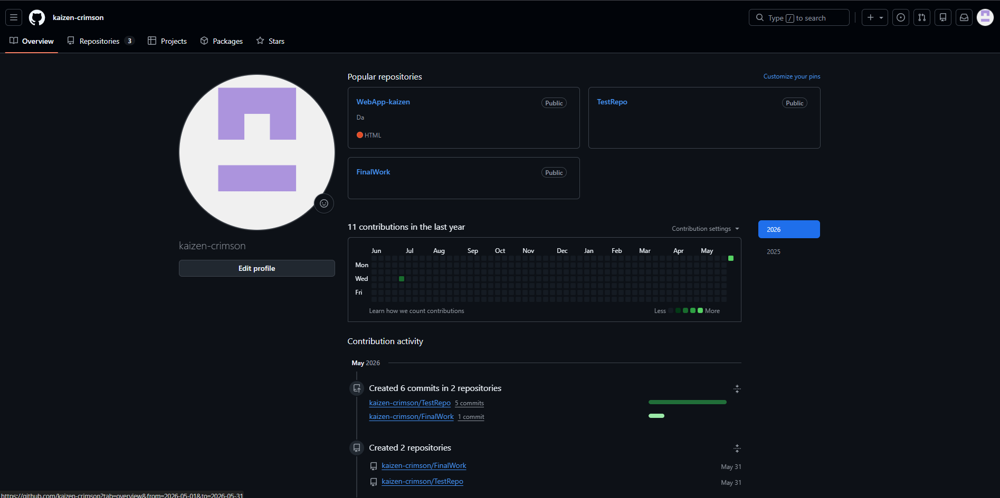 kaizen-crimson
Type / to search
Overview
Repositories 3
Projects
Packages
Stars
Popular repositories
Customize your pins
WebApp-kaizen
Public
Da
HTML
TestRepo
Public
FinalWork
Public
kaizen-crimson
Edit profile
11 contributions in the last year
Contribution settings
2026
2025
Jun Jul Aug Sep Oct Nov Dec Jan Feb Mar Apr May
Mon
Wed
Fri
Learn how we count contributions
Less More
Contribution activity
May 2026
Created 6 commits in 2 repositories
kaizen-crimson/TestRepo 5 commits
kaizen-crimson/FinalWork 1 commit
Created 2 repositories
kaizen-crimson/FinalWork May 31
kaizen-crimson/TestRepo May 31
https://github.com/kaizen-crimson?tab=overview&from=2026-05-01&to=2026-05-31